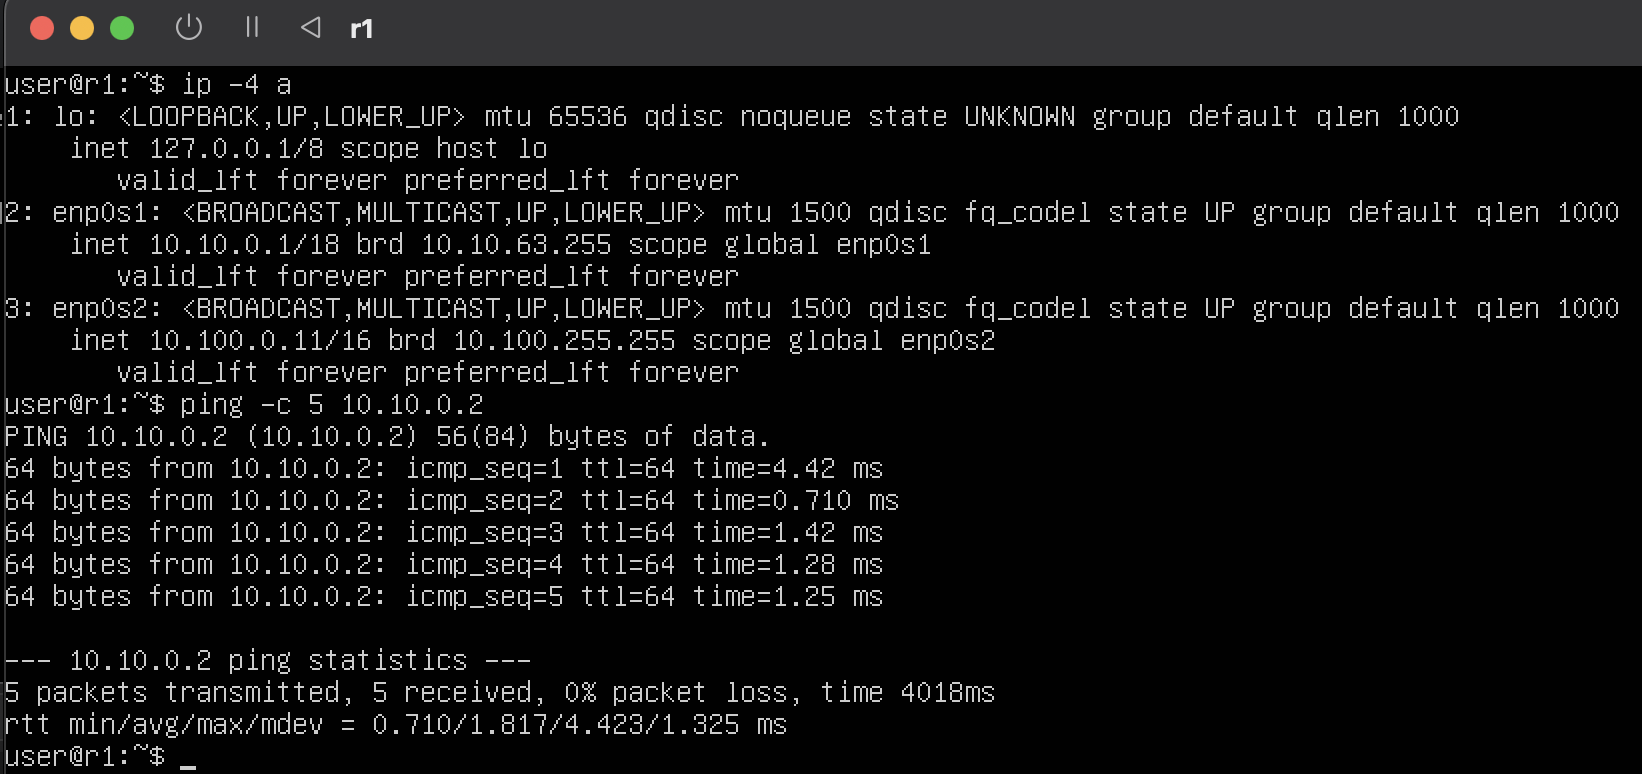 r1
user@r1:~$ ip -4 a
1: lo: <LOOPBACK,UP,LOWER_UP> mtu 65536 qdisc noqueue state UNKNOWN group default qlen 1000
    inet 127.0.0.1/8 scope host lo
       valid_lft forever preferred_lft forever
2: enp0s1: <BROADCAST,MULTICAST,UP,LOWER_UP> mtu 1500 qdisc fq_codel state UP group default qlen 1000
    inet 10.10.0.1/18 brd 10.10.63.255 scope global enp0s1
       valid_lft forever preferred_lft forever
3: enp0s2: <BROADCAST,MULTICAST,UP,LOWER_UP> mtu 1500 qdisc fq_codel state UP group default qlen 1000
    inet 10.100.0.11/16 brd 10.100.255.255 scope global enp0s2
       valid_lft forever preferred_lft forever
user@r1:~$ ping -c 5 10.10.0.2
PING 10.10.0.2 (10.10.0.2) 56(84) bytes of data.
64 bytes from 10.10.0.2: icmp_seq=1 ttl=64 time=4.42 ms
64 bytes from 10.10.0.2: icmp_seq=2 ttl=64 time=0.710 ms
64 bytes from 10.10.0.2: icmp_seq=3 ttl=64 time=1.42 ms
64 bytes from 10.10.0.2: icmp_seq=4 ttl=64 time=1.28 ms
64 bytes from 10.10.0.2: icmp_seq=5 ttl=64 time=1.25 ms
--- 10.10.0.2 ping statistics ---
5 packets transmitted, 5 received, 0% packet loss, time 4018ms
rtt min/avg/max/mdev = 0.710/1.817/4.423/1.325 ms
user@r1:~$ _